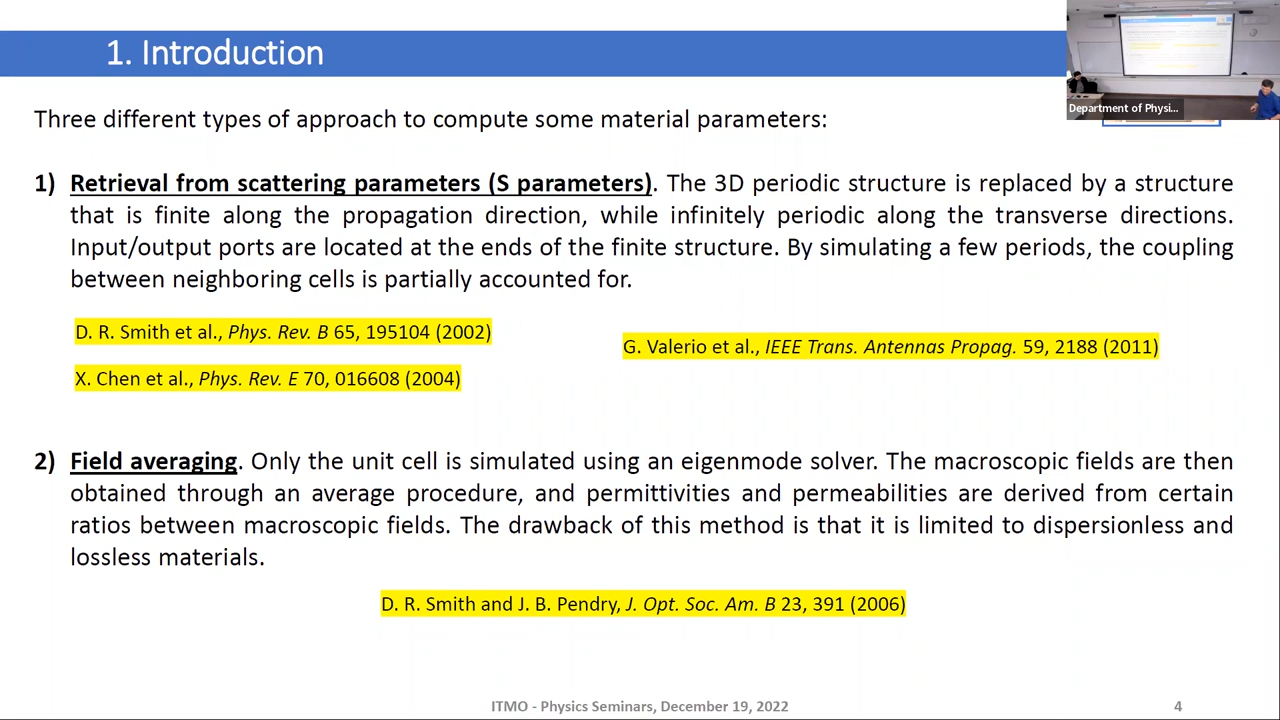 1. Introduction
Department of Physi...
Three different types of approach to compute some material parameters:
1) Retrieval from scattering parameters (S parameters). The 3D periodic structure is replaced by a structure
that is finite along the propagation direction, while infinitely periodic along the transverse directions.
Input/output ports are located at the ends of the finite structure. By simulating a few periods, the coupling
between neighboring cells is partially accounted for.
D. R. Smith et al., Phys. Rev. B 65, 195104 (2002)
G. Valerio et al., IEEE Trans. Antennas Propag. 59, 2188 (2011)
X. Chen et al., Phys. Rev. E 70, 016608 (2004)
2) Field averaging. Only the unit cell is simulated using an eigenmode solver. The macroscopic fields are then
obtained through an average procedure, and permittivities and permeabilities are derived from certain
ratios between macroscopic fields. The drawback of this method is that it is limited to dispersionless and
lossless materials.
D. R. Smith and J. B. Pendry, J. Opt. Soc. Am. B 23, 391 (2006)
ITMO - Physics Seminars, December 19, 2022
4